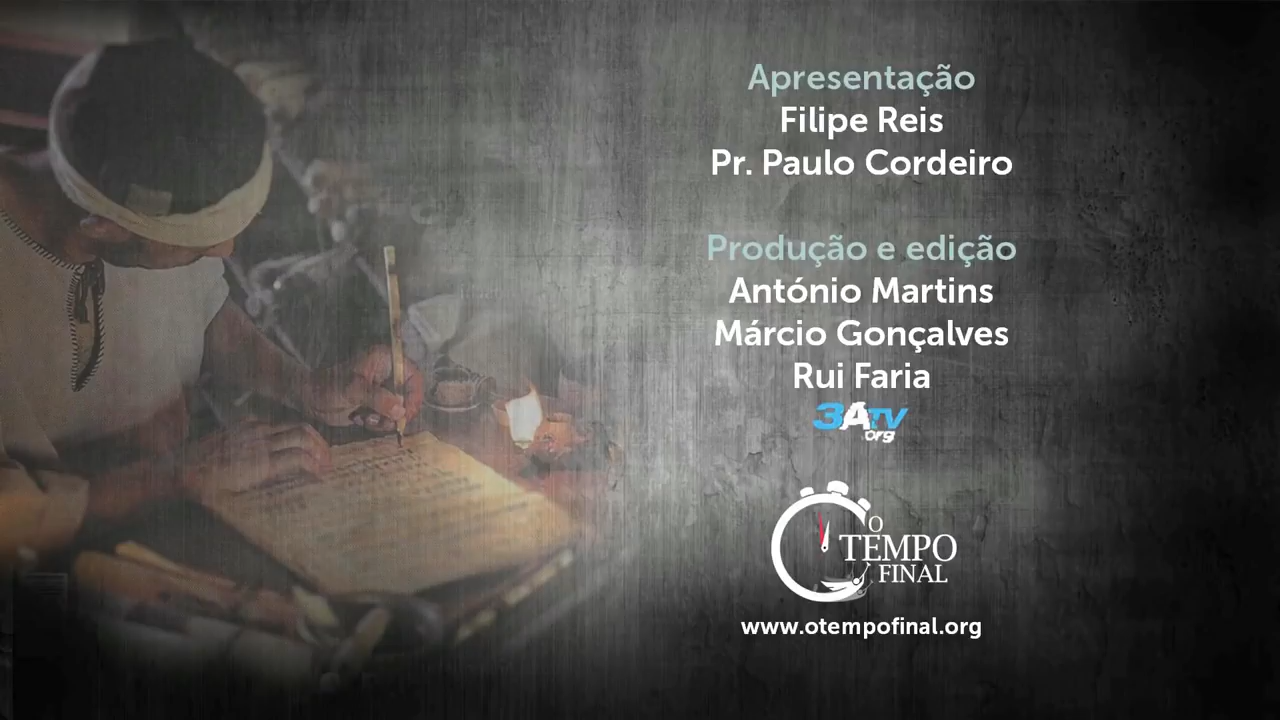 Apresentação
Filipe Reis
Pr. Paulo Cordeiro
Produção e edição
António Martins
Márcio Gonçalves
Rui Faria
3ATV
.org
O
TEMPO
FINAL
www.otempofinal.org